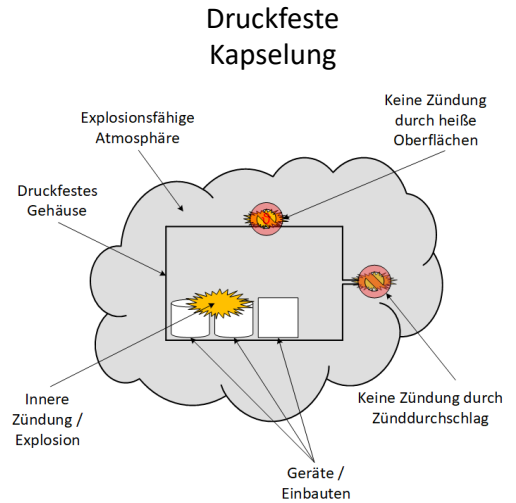 Druckfeste
Kapselung
Explosionsfähige
Atmosphäre
Keine Zündung
durch heiße
Oberflächen
Druckfestes
Gehäuse
Innere
Zündung /
Explosion
Keine Zündung durch
Zünddurchschlag
Geräte /
Einbauten